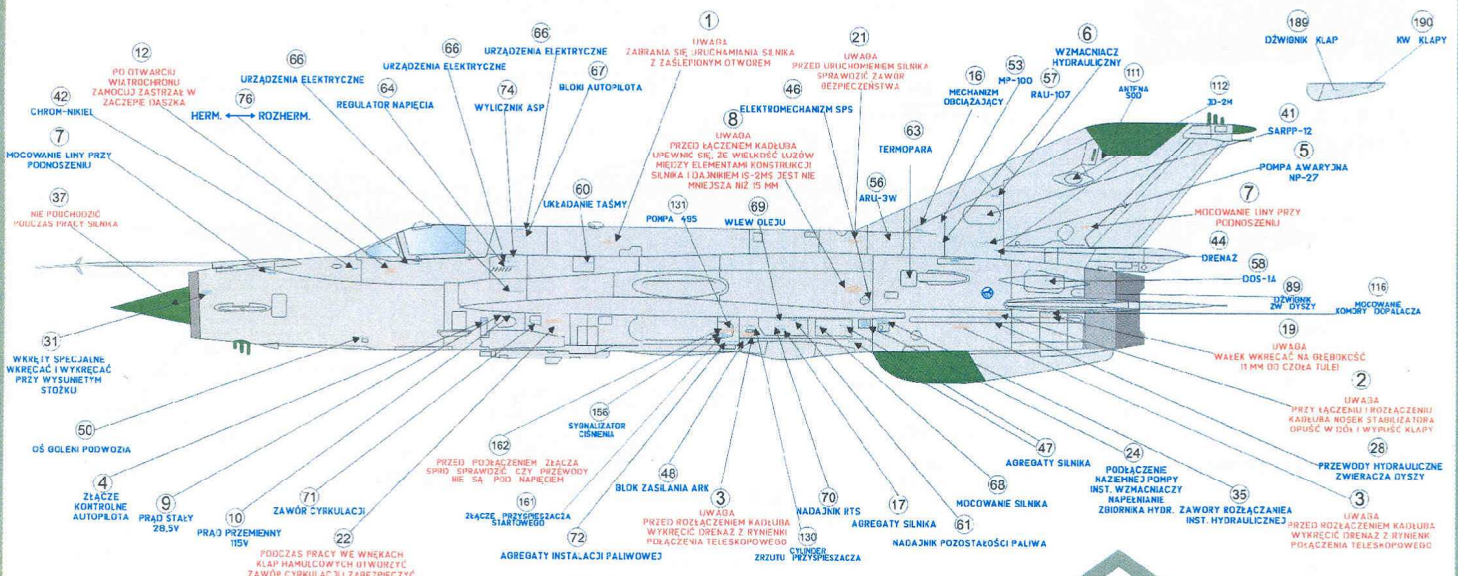 1
UWAGA
ZABRANIA SIĘ URUCHAMIANIA SILNIKA
Z ZAŚLEPIONYM OTWOREM
189
DŹWIGNIK KLAP
190
KW KLAPY
12
PO OTWARCIU
WIATROCHRONU
ZAMOCUJ ZASTRZAŁ W
ZACZEPIE DASZKA
66
URZĄDZENIA ELEKTRYCZNE
66
URZĄDZENIA ELEKTRYCZNE
66
URZĄDZENIA ELEKTRYCZNE
67
BLOKI AUTOPILOTA
21
UWAGA
PRZED URUCHOMIENIEM SILNIKA
SPRAWDZIĆ ZAWÓR
BEZPIECZEŃSTWA
6
WZMACNIACZ
HYDRAULICZNY
53
MP-100
57
RAU-107
16
MECHANIZM
OBCIĄŻAJĄCY
111
ANTENA
SOD
112
3D-2M
42
CHROM-NIKIEL
76
HERM. ROZHERM.
64
REGULATOR NAPIĘCIA
74
WYLICZNIK ASP
46
ELEKTROMECHANIZM SPS
41
SARPP-12
7
MOCOWANIE LINY PRZY
PODNOSZENIU
8
UWAGA
PRZED ŁĄCZENIEM KADŁUBA
UPEWNIĆ SIĘ, ŻE WIELKOŚĆ LUZÓW
MIĘDZY ELEMENTAMI KONSTRUKCJI
SILNIKA I DAJNIKIEM IS-2MS JEST NIE
MNIEJSZA NIŻ 15 MM
63
TERMOPARA
5
POMPA AWARYJNA
NP-27
37
NIE PODCHODZIĆ
PODCZAS PRACY SILNIKA
60
UKŁADANIE TAŚMY
131
POMPA 495
69
WLEW OLEJU
56
ARU-3W
7
MOCOWANIE LINY PRZY
PODNOSZENIU
44
DRENAŻ
58
DOS-1A
89
DŹWIGNIK
ZW DYSZY
116
MOCOWANIE
KOMORY DOPALACZA
31
WKRĘTY SPECJALNE
WKRĘCAĆ I WYKRĘCAĆ
PRZY WYSUNIĘTYM
STOŻKU
19
UWAGA
WAŁEK WKRĘCAĆ NA GŁĘBOKOŚĆ
11 MM OD CZOŁA TULEI
2
UWAGA
PRZY ŁĄCZENIU I ROZŁĄCZENIU
KADŁUBA NOSEK STABILIZATORA
OPUŚĆ W DÓŁ I WYPUŚĆ KLAPY
50
OŚ GOLENI PODWOZIA
156
SYGNALIZATOR
CIŚNIENIA
162
PRZED PODŁĄCZENIEM ZŁĄCZA
SPRD SPRAWDZIĆ CZY PRZEWODY
NIE SĄ POD NAPIĘCIEM
47
AGREGATY SILNIKA
24
PODŁĄCZENIE
NAZIEMNEJ POMPY
INST. WZMACNIACZY
NAPEŁNIANIE
ZBIORNIKA HYDR.
28
PRZEWODY HYDRAULICZNE
ZWIERACZA DYSZY
4
ZŁĄCZE
KONTROLNE
AUTOPILOTA
9
PRĄD STAŁY
28,5V
10
PRĄD PRZEMIENNY
115V
71
ZAWÓR CYRKULACJI
48
BLOK ZASILANIA ARK
161
ZŁĄCZE PRZYSPIESZACZA
STARTOWEGO
3
UWAGA
PRZED ROZŁĄCZENIEM KADŁUBA
WYKRĘCIĆ DRENAŻ Z RYNIENKI
POŁĄCZENIA TELESKOPOWEGO
70
NADAJNIK RTS
17
AGREGATY SILNIKA
68
MOCOWANIE SILNIKA
35
ZAWORY ROZŁĄCZANIEA
INST. HYDRAULICZNEJ
3
UWAGA
PRZED ROZŁĄCZENIEM KADŁUBA
WYKRĘCIĆ DRENAŻ Z RYNIENKI
POŁĄCZENIA TELESKOPOWEGO
22
PODCZAS PRACY WE WNĘKACH
KLAP HAMULCOWYCH OTWORZYĆ
ZAWÓR CYRKULACJI ZABEZPIECZYĆ
72
AGREGATY INSTALACJI PALIWOWEJ
130
CYLINDER
ZRZUTU PRZYŚPIESZACZA
61
NADAJNIK POZOSTAŁOŚCI PALIWA